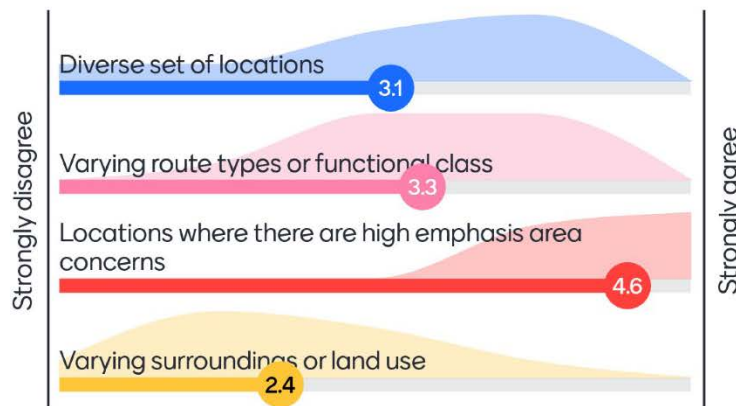 Strongly disagree
Diverse set of locations
3.1
Varying route types or functional class
3.3
Locations where there are high emphasis area
concerns
4.6
Varying surroundings or land use
2.4
Strongly agree